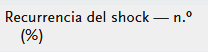 Recurrencia del shock — n.º
(%)